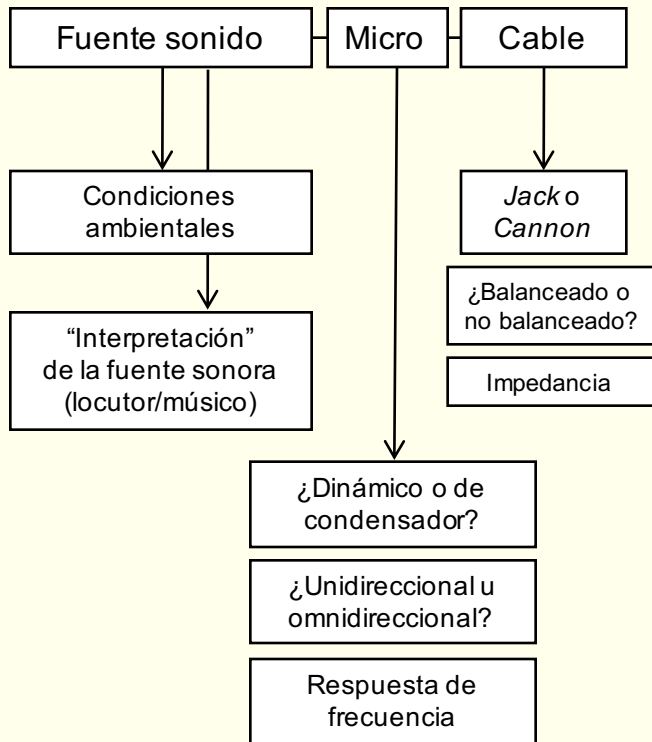 Fuente sonido
Micro
Cable
Condiciones
ambientales
“Interpretación”
de la fuente sonora
(locutor/músico)
Jack o
Cannon
¿Balanceado o
no balanceado?
Impedancia
¿Dinámico o de
condensador?
¿Unidireccional u
omnidireccional?
Respuesta de
frecuencia